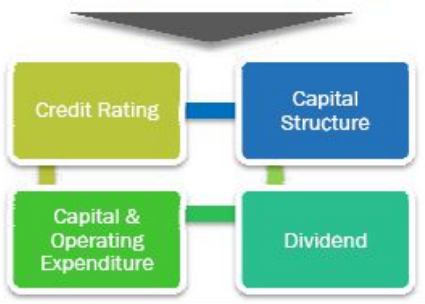 Credit Rating
Capital
Structure
Capital &
Operating
Expenditure
Dividend